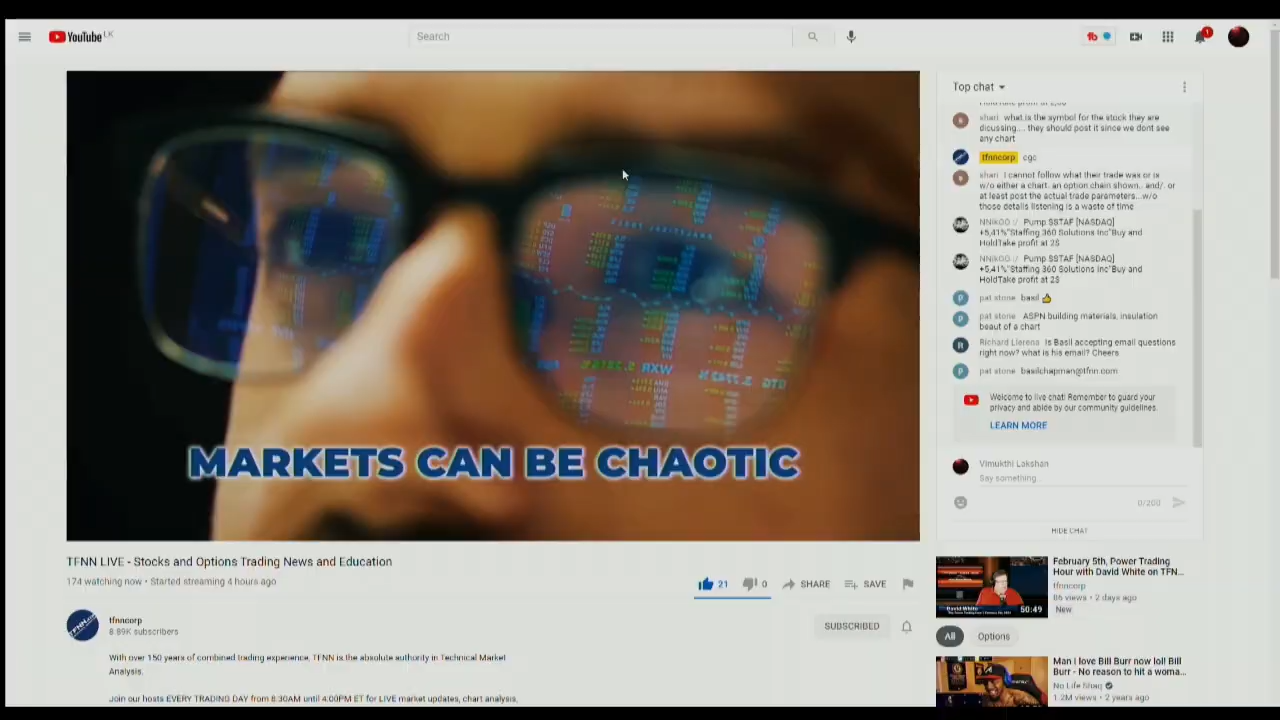 YouTube LK
Search
1
MARKETS CAN BE CHAOTIC
WXR
TFNN LIVE - Stocks and Options Trading News and Education
174 watching now • Started streaming 4 hours ago
21
0
SHARE
SAVE
tfnncorp
8.89K subscribers
SUBSCRIBED
With over 150 years of combined trading experience, TFNN is the absolute authority in Technical Market
Analysis.
Join our hosts EVERY TRADING DAY from 8:30AM until 4:00PM ET for LIVE market updates, chart analysis,
Top chat
shari what is the symbol for the stock they are
dicussing.... they should post it since we dont see
any chart
tfnncorp cgc
shari I cannot follow what their trade was or is
w/o either a chart, an option chain shown.. and/. or
at least post the actual trade parameters...w/o
those details listening is a waste of time
Pump $STAF [NASDAQ]
+5,41%"Staffing 360 Solutions Inc"Buy and
HoldTake profit at 2$
Pump $STAF [NASDAQ]
+5,41%"Staffing 360 Solutions Inc"Buy and
HoldTake profit at 2$
pat stone basil 👍
pat stone ASPN building materials, insulation
beaut of a chart
Richard Llerena Is Basil accepting email questions
right now? what is his email? Cheers
pat stone basilchapman@tfnn.com
Welcome to live chat! Remember to guard your
privacy and abide by our community guidelines.
LEARN MORE
Vimukthi Lakshan
Say something...
0/200
HIDE CHAT
February 5th, Power Trading
Hour with David White on TFN...
tfnncorp
86 views • 2 days ago
New
David White
50:49
All
Options
Man I love Bill Burr now lol! Bill
Burr - No reason to hit a woma...
No Life Shaq
1.2M views • 2 years ago